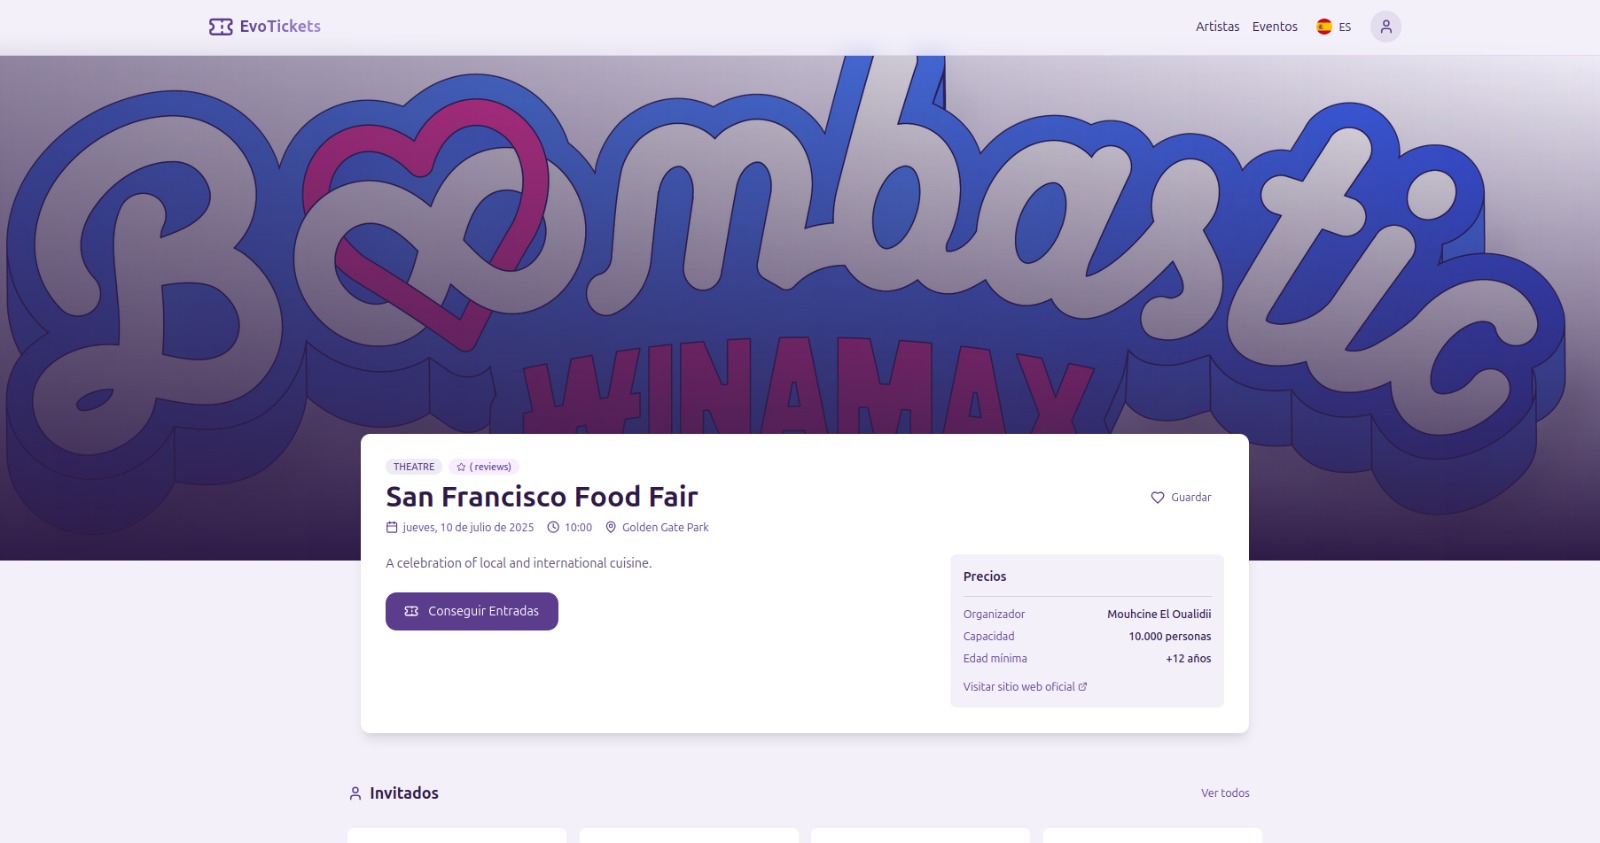 EvoTickets
Artistas Eventos ES
Bombastic
WINAMAX
THEATRE ( reviews)
San Francisco Food Fair
Guardar
jueves, 10 de julio de 2025 10:00 Golden Gate Park
A celebration of local and international cuisine.
Conseguir Entradas
Precios
Organizador Mouhcine El Oualidii
Capacidad 10.000 personas
Edad mínima +12 años
Visitar sitio web oficial
Invitados
Ver todos